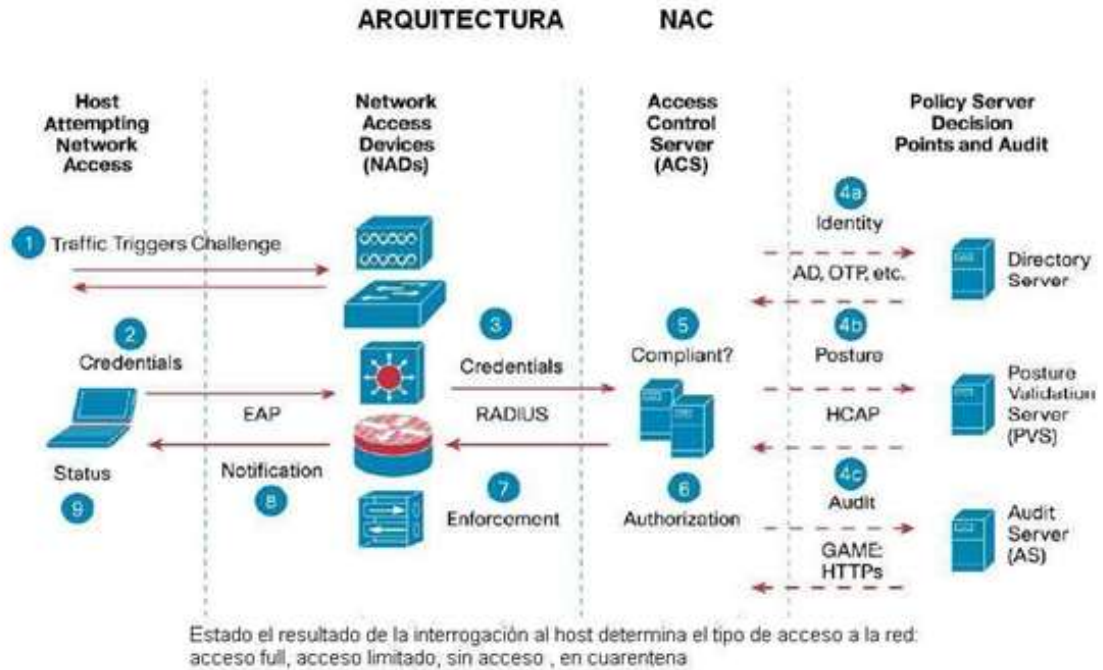 ARQUITECTURA NAC
Host
Attempting
Network
Access
Network
Access
Devices
(NADs)
Access
Control
Server
(ACS)
Policy Server
Decision
Points and Audit
1 Traffic Triggers Challenge
2
Credentials
EAP
Notification
8
Status
9
3
Credentials
RADIUS
7
Enforcement
5
Compliant?
6
Authorization
4a
Identity
AD, OTP, etc.
Directory
Server
4b
Posture
HCAP
Posture
Validation
Server
(PVS)
4c
Audit
GAME:
HTTPs
Audit
Server
(AS)
Estado el resultado de la interrogación al host determina el tipo de acceso a la red:
acceso full, acceso limitado, sin acceso , en cuarentena